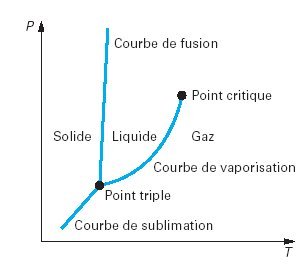 P
Courbe de fusion
Point critique
Solide
Liquide
Gaz
Courbe de vaporisation
Point triple
Courbe de sublimation
T